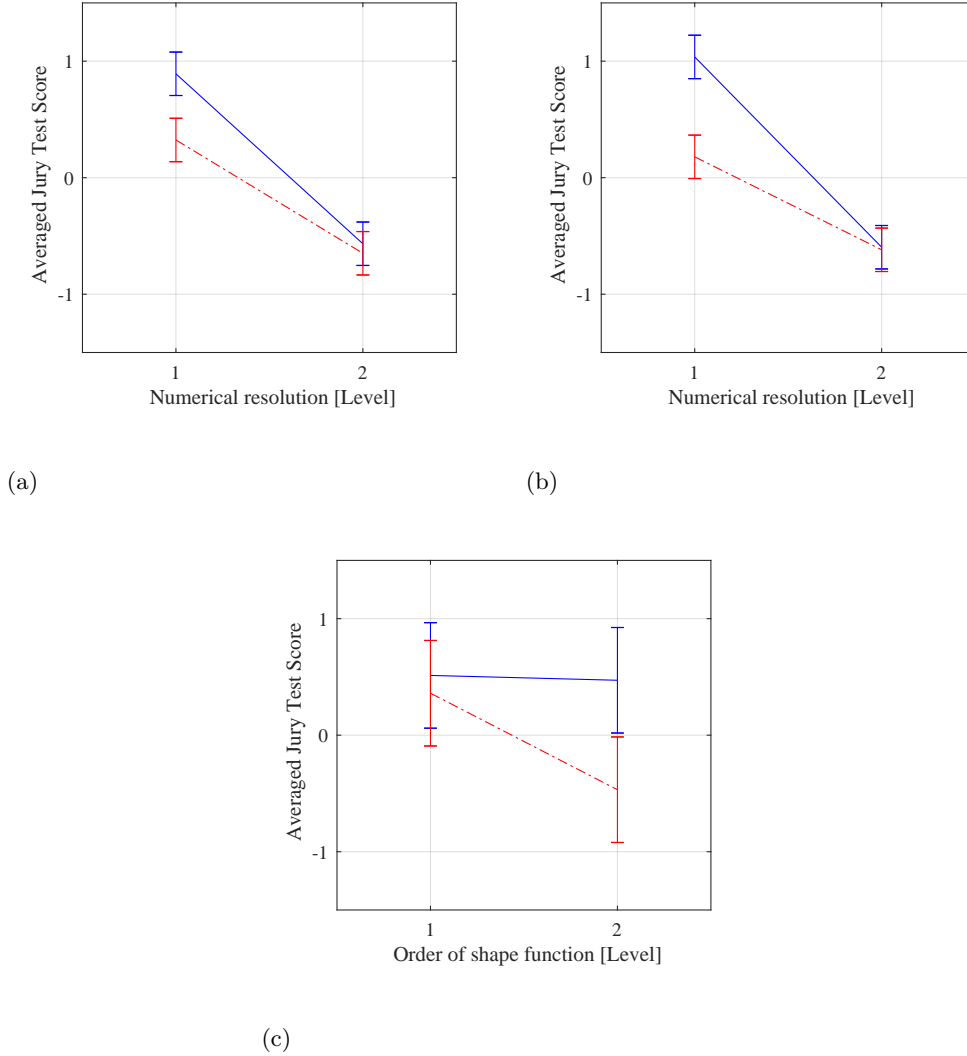 Averaged Jury Test Score
1
0
-1
1
2
Numerical resolution [Level]
(a)
Averaged Jury Test Score
1
0
-1
1
2
Numerical resolution [Level]
(b)
Averaged Jury Test Score
1
0
-1
1
2
Order of shape function [Level]
(c)